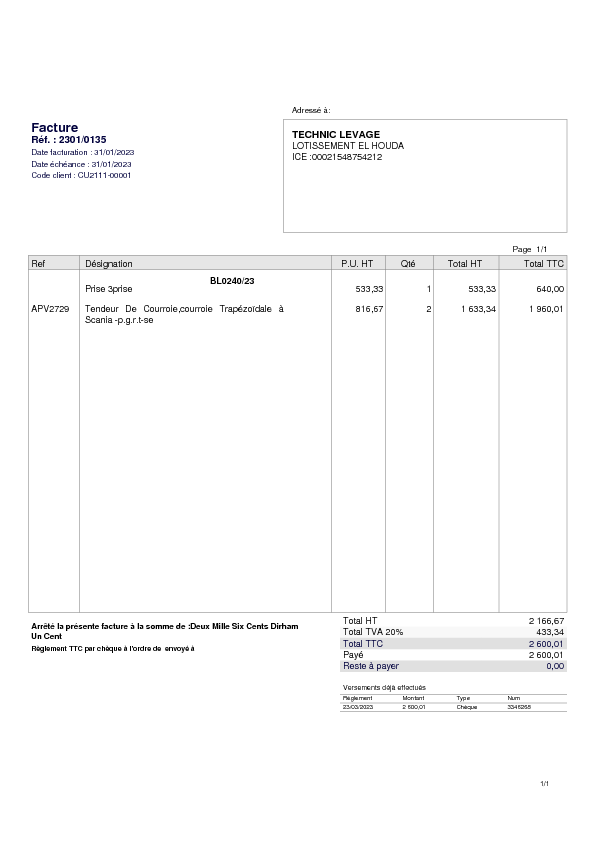 Adressé à:
Facture
Réf. : 2301/0135
Date facturation : 31/01/2023
Date échéance : 31/01/2023
Code client : CU2111-00001
TECHNIC LEVAGE
LOTISSEMENT EL HOUDA
ICE :00021548754212
Page 1/1
Ref Désignation P.U. HT Qté Total HT Total TTC
BL0240/23
Prise 3prise 533,33 1 533,33 640,00
APV2729 Tendeur De Courroie,courroie Trapézoïdale à 816,67 2 1 633,34 1 960,01
Scania -p.g.r.t-se
Arrêté la présente facture à la somme de :Deux Mille Six Cents Dirham
Un Cent
Règlement TTC par chèque à l'ordre de envoyé à
Total HT 2 166,67
Total TVA 20% 433,34
Total TTC 2 600,01
Payé 2 600,01
Reste à payer 0,00
Versements déjà effectués
Règlement Montant Type Num
23/03/2023 2 600,01 Chèque 3346268
1/1